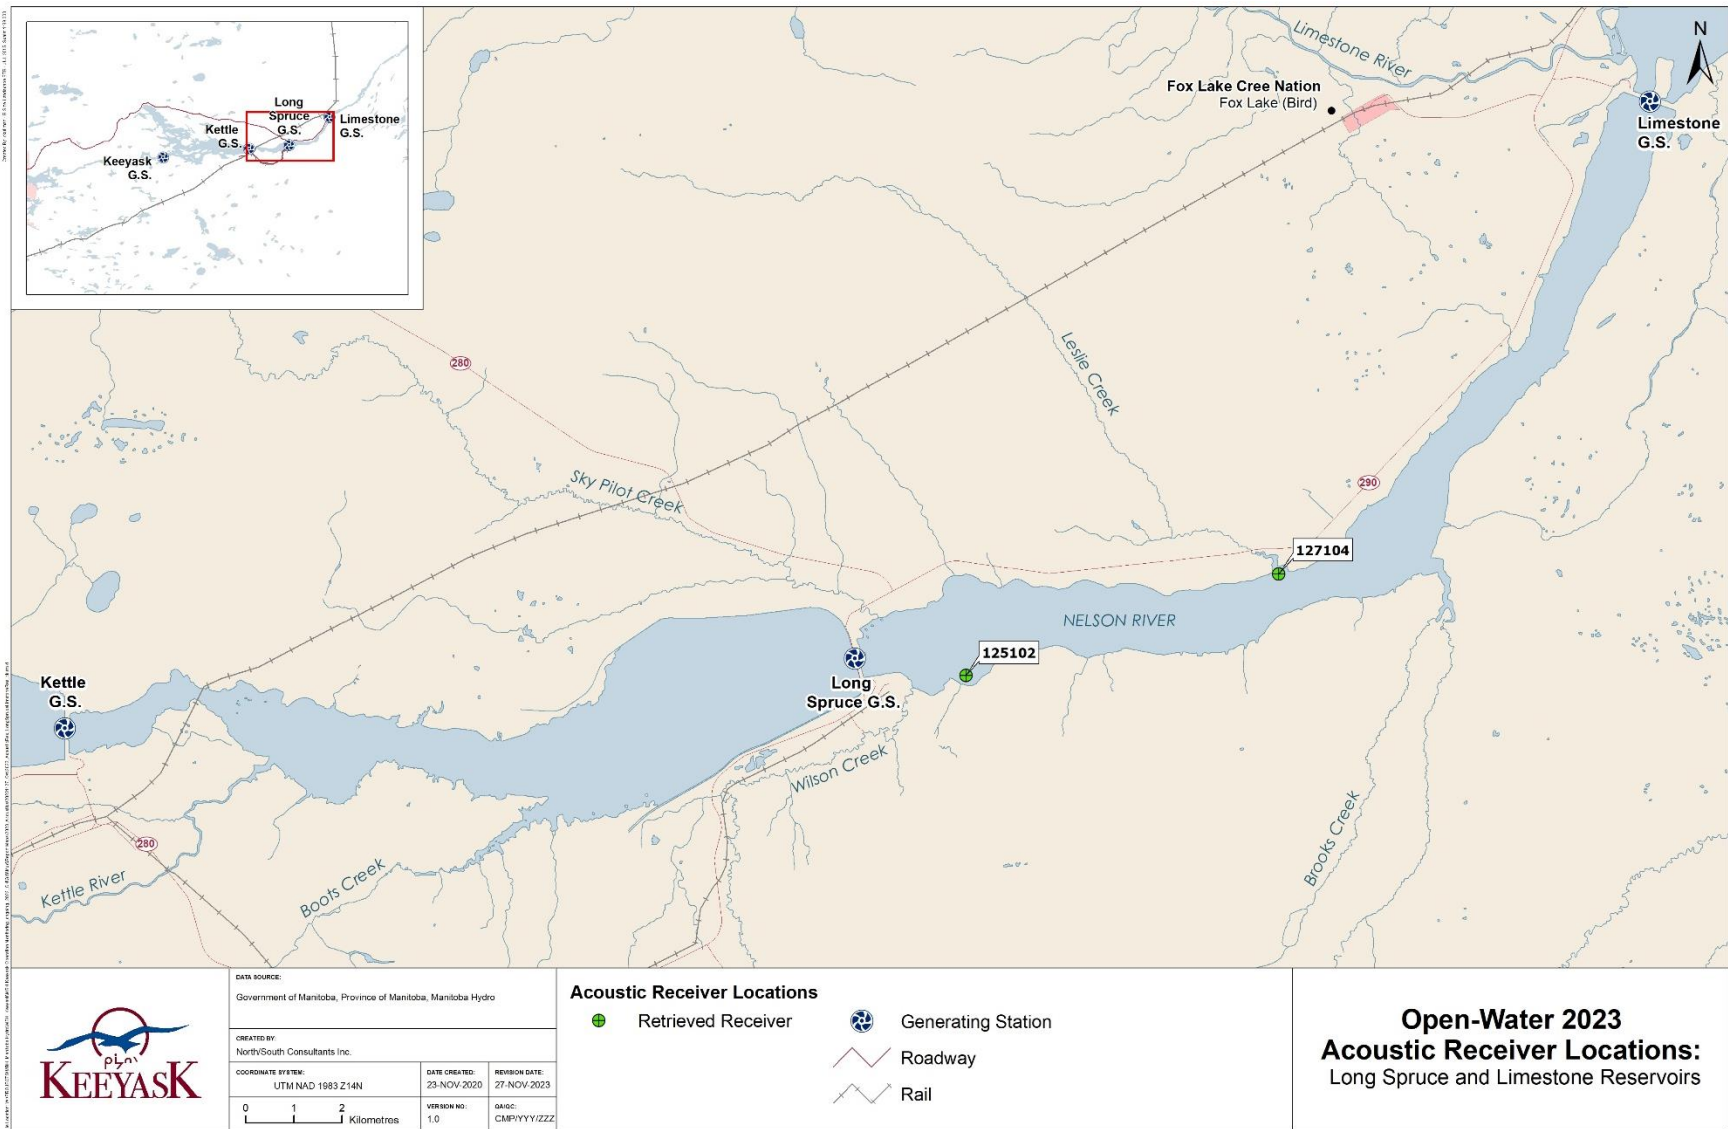 Long
Spruce
G.S.
Kettle
G.S.
Limestone
G.S.
Keeyask
G.S.
Limestone River
N
Fox Lake Cree Nation
Fox Lake (Bird)
Limestone
G.S.
280
Leslie Creek
Sky Pilot Creek
290
127104
NELSON RIVER
125102
Kettle
G.S.
Long
Spruce G.S.
Wilson Creek
280
Kettle River
Boots Creek
Brooks Creek
KEEYASK
DATA SOURCE:
Government of Manitoba, Province of Manitoba, Manitoba Hydro
CREATED BY:
North/South Consultants Inc.
COORDINATE SYSTEM:
UTM NAD 1983 Z14N
DATE CREATED:
23-NOV-2020
REVISION DATE:
27-NOV-2023
0 1 2
Kilometres
VERSION NO:
1.0
QA/QC:
CMP/YYY/ZZZ
Acoustic Receiver Locations
Retrieved Receiver
Generating Station
Roadway
Rail
Open-Water 2023
Acoustic Receiver Locations:
Long Spruce and Limestone Reservoirs